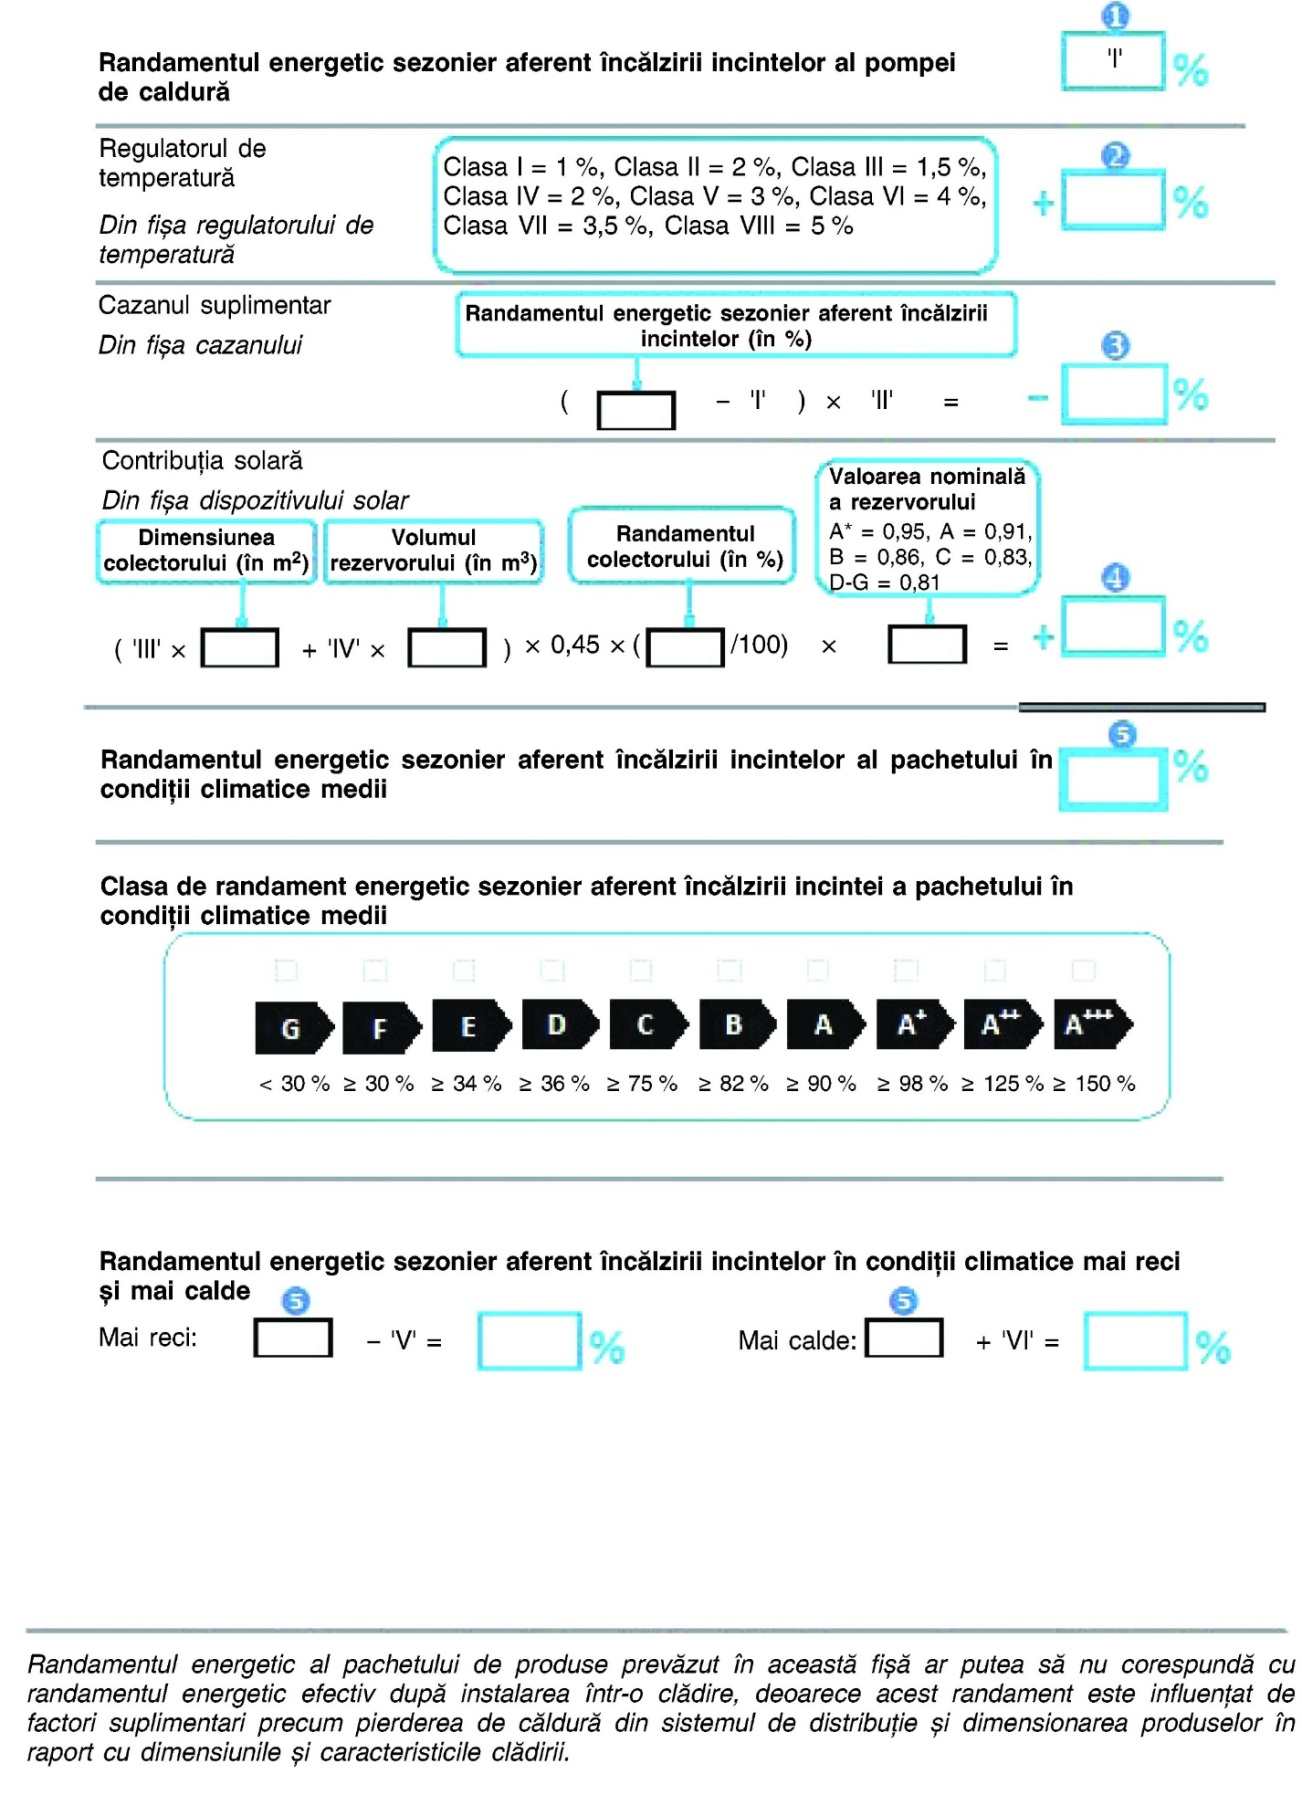 1
Randamentul energetic sezonier aferent încălzirii incintelor al pompei
de caldură
'I' %
Regulatorul de
temperatură
Din fișa regulatorului de
temperatură
Clasa I = 1 %, Clasa II = 2 %, Clasa III = 1,5 %,
Clasa IV = 2 %, Clasa V = 3 %, Clasa VI = 4 %,
Clasa VII = 3,5 %, Clasa VIII = 5 %
2
+ %
Cazanul suplimentar
Din fișa cazanului
Randamentul energetic sezonier aferent încălzirii
incintelor (în %)
3
( – 'I' ) × 'II' = – %
Contribuția solară
Din fișa dispozitivului solar
Dimensiunea
colectorului (în m²)
Volumul
rezervorului (în m³)
Randamentul
colectorului (în %)
Valoarea nominală
a rezervorului
A* = 0,95, A = 0,91,
B = 0,86, C = 0,83,
D-G = 0,81
4
( 'III' × + 'IV' × ) × 0,45 × ( /100) × = + %
5
Randamentul energetic sezonier aferent încălzirii incintelor al pachetului în
condiții climatice medii
%
Clasa de randament energetic sezonier aferent încălzirii incintei a pachetului în
condiții climatice medii
G F E D C B A A⁺ A⁺⁺ A⁺⁺⁺
< 30 % ≥ 30 % ≥ 34 % ≥ 36 % ≥ 75 % ≥ 82 % ≥ 90 % ≥ 98 % ≥ 125 % ≥ 150 %
Randamentul energetic sezonier aferent încălzirii incintelor în condiții climatice mai reci
și mai calde
5 5
Mai reci: – 'V' = % Mai calde: + 'VI' = %
Randamentul energetic al pachetului de produse prevăzut în această fișă ar putea să nu corespundă cu
randamentul energetic efectiv după instalarea într-o clădire, deoarece acest randament este influențat de
factori suplimentari precum pierderea de căldură din sistemul de distribuție și dimensionarea produselor în
raport cu dimensiunile și caracteristicile clădirii.